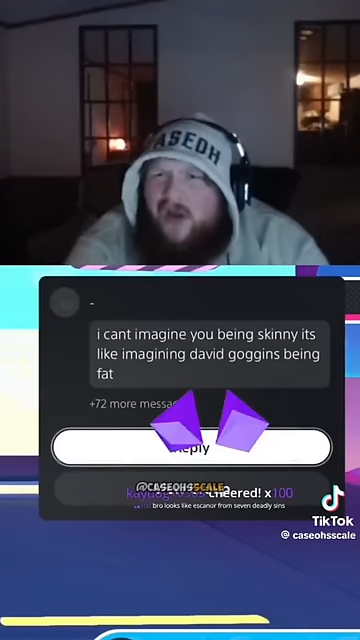 CASEOH
-
i cant imagine you being skinny its
like imagining david goggins being
fat
+72 more messa
Reply
@CASEOHSSCALE
cheered! x100
bro looks like escanor from seven deadly sins
TikTok
@ caseohsscale